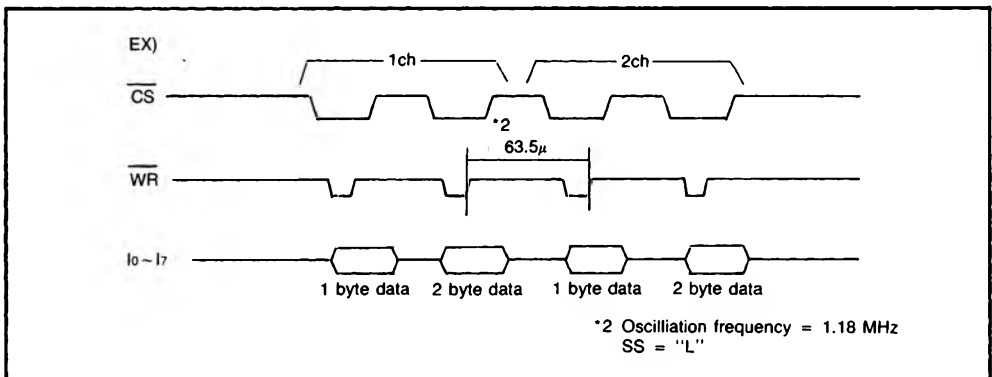 EX)
1ch 2ch
CS
*2
63.5μ
WR
I0 ~ I7
1 byte data 2 byte data 1 byte data 2 byte data
*2 Oscilliation frequency = 1.18 MHz
SS = "L"